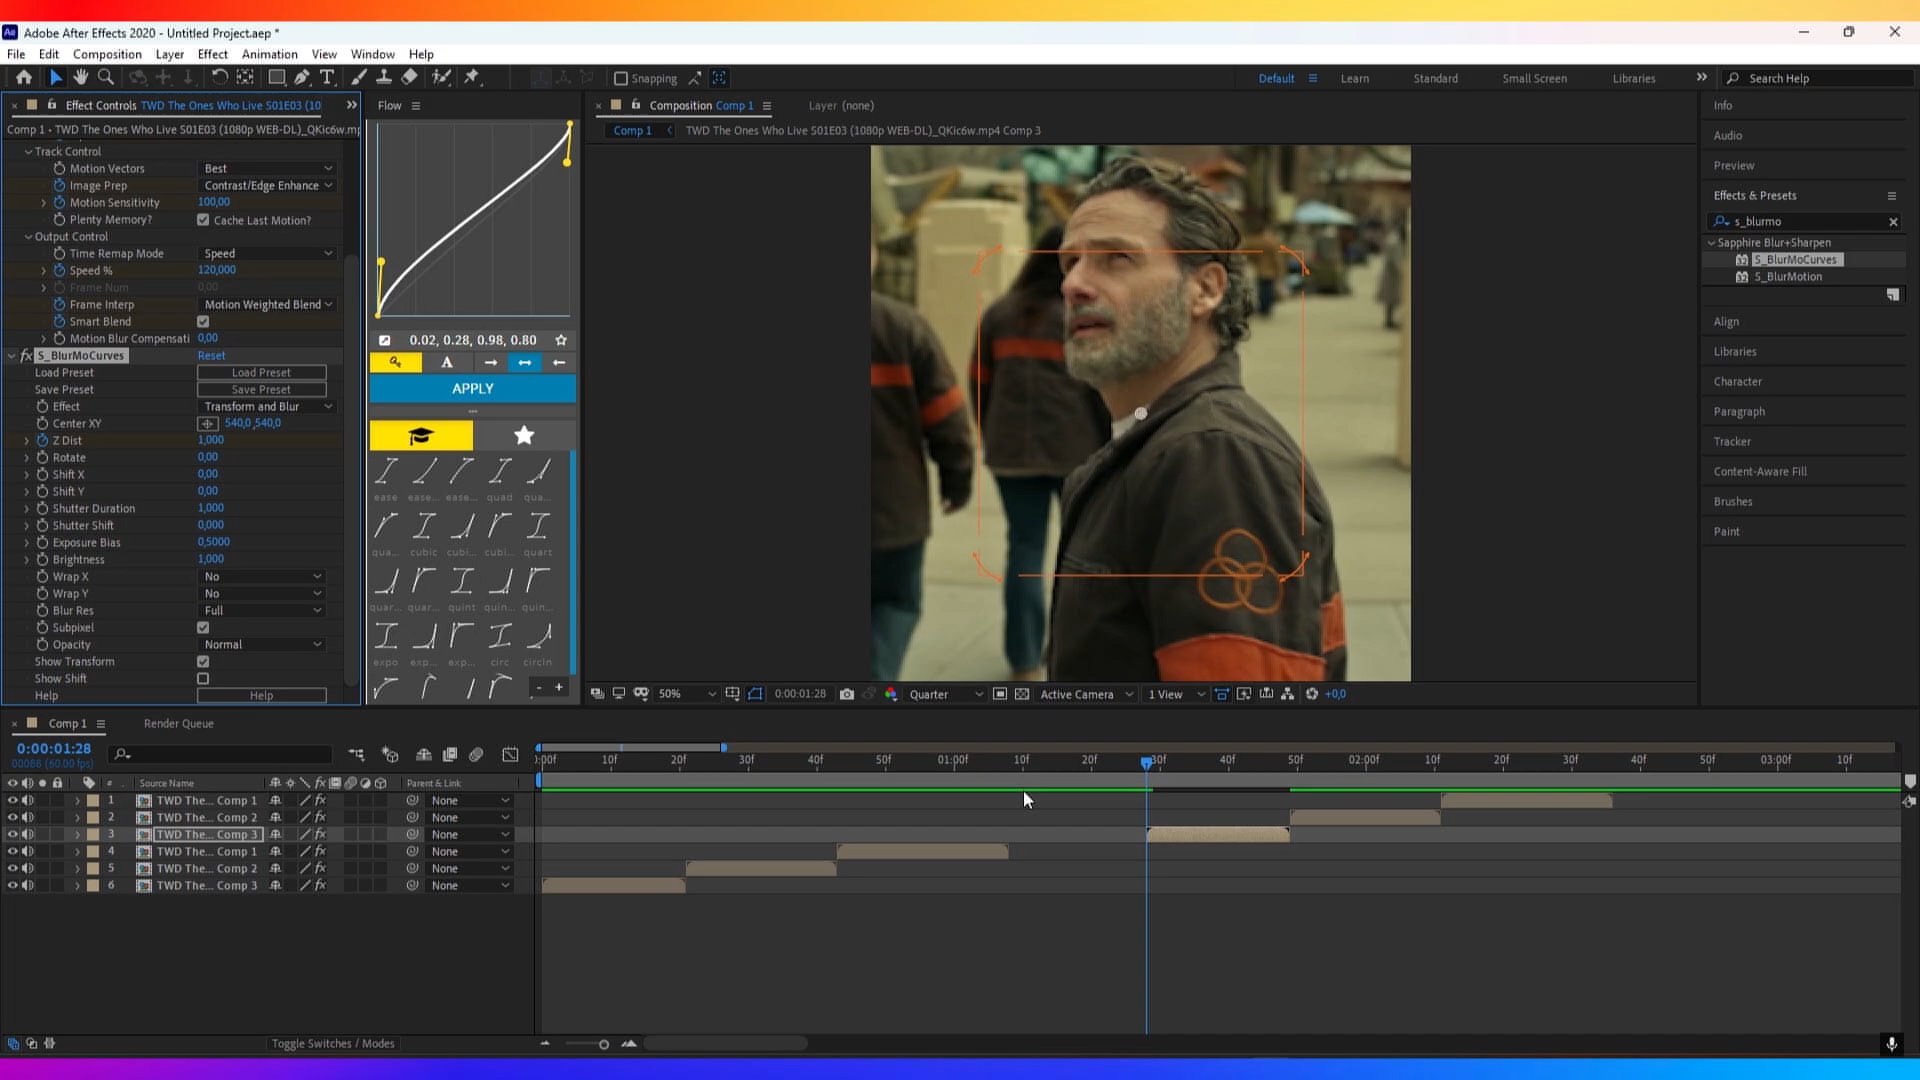 Adobe After Effects 2020 - Untitled Project.aep *
File Edit Composition Layer Effect Animation View Window Help
Snapping
Default Learn Standard Small Screen Libraries Search Help
Effect Controls TWD The Ones Who Live S01E03 (10
Comp 1 • TWD The Ones Who Live S01E03 (1080p WEB-DL)_QKic6w.mp
Track Control
Motion Vectors Best
Image Prep Contrast/Edge Enhance
Motion Sensitivity 100,00
Plenty Memory? Cache Last Motion?
Output Control
Time Remap Mode Speed
Speed % 120,000
Frame Num 0,00
Frame Interp Motion Weighted Blend
Smart Blend
Motion Blur Compensati 0,00
fx S_BlurMoCurves Reset
Load Preset Load Preset
Save Preset Save Preset
Effect Transform and Blur
Center XY 540,0,540,0
Z Dist 1,000
Rotate 0,00
Shift X 0,00
Shift Y 0,00
Shutter Duration 1,000
Shutter Shift 0,000
Exposure Bias 0,5000
Brightness 1,000
Wrap X No
Wrap Y No
Blur Res Full
Subpixel
Opacity Normal
Show Transform
Show Shift
Help Help
Flow
0.02, 0.28, 0.98, 0.80
A
APPLY
ease ease... ease... quad qua...
qua... cubic cubi... cubi... quart
quar... quar... quint quin... quin...
expo exp... exp... circ circIn
- +
Composition Comp 1 Layer (none)
Comp 1 TWD The Ones Who Live S01E03 (1080p WEB-DL)_QKic6w.mp4 Comp 3
50% 0:00:01:28 Quarter Active Camera 1 View +0,0
Info
Audio
Preview
Effects & Presets
s_blurmo
Sapphire Blur+Sharpen
S_BlurMoCurves
S_BlurMotion
Align
Libraries
Character
Paragraph
Tracker
Content-Aware Fill
Brushes
Paint
Comp 1 Render Queue
0:00:01:28
00088 (60.00 fps)
:00f 10f 20f 30f 40f 50f 01:00f 10f 20f 30f 40f 50f 02:00f 10f 20f 30f 40f 50f 03:00f 10f
# Source Name Parent & Link
1 TWD The... Comp 1 None
2 TWD The... Comp 2 None
3 TWD The... Comp 3 None
4 TWD The... Comp 1 None
5 TWD The... Comp 2 None
6 TWD The... Comp 3 None
Toggle Switches / Modes